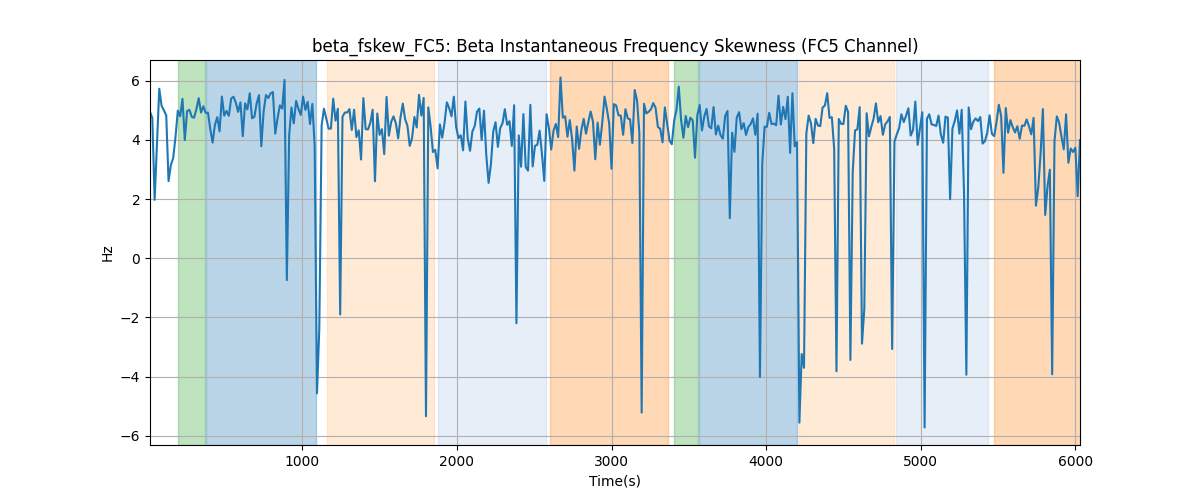 beta_fskew_FC5: Beta Instantaneous Frequency Skewness (FC5 Channel)
6
4
2
0
−2
−4
−6
Hz
1000 2000 3000 4000 5000 6000
Time(s)